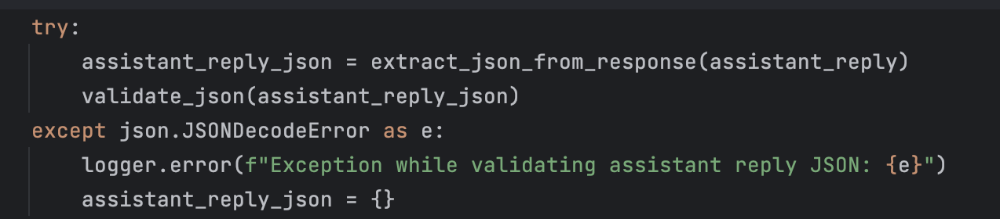 try:
    assistant_reply_json = extract_json_from_response(assistant_reply)
    validate_json(assistant_reply_json)
except json.JSONDecodeError as e:
    logger.error(f"Exception while validating assistant reply JSON: {e}")
    assistant_reply_json = {}